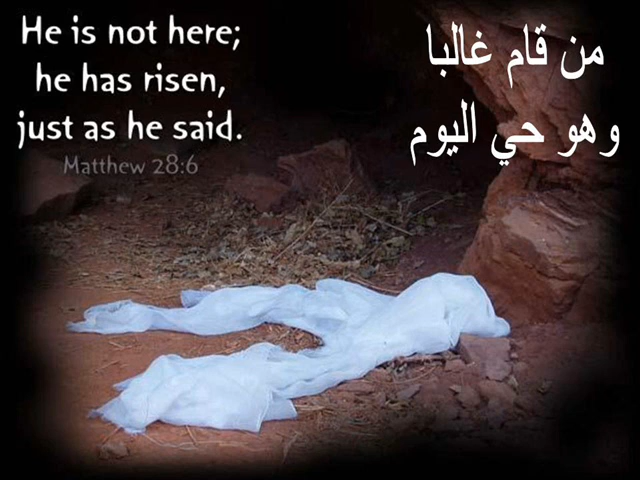 He is not here;
he has risen,
just as he said.
Matthew 28:6
من قام غالبا
وهو حي اليوم